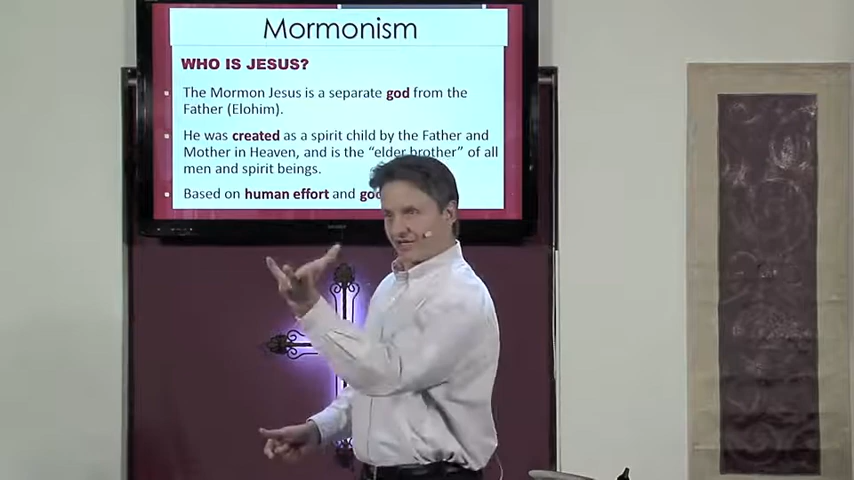 Mormonism
WHO IS JESUS?
The Mormon Jesus is a separate god from the
Father (Elohim).
He was created as a spirit child by the Father and
Mother in Heaven, and is the “elder brother” of all
men and spirit beings.
Based on human effort and